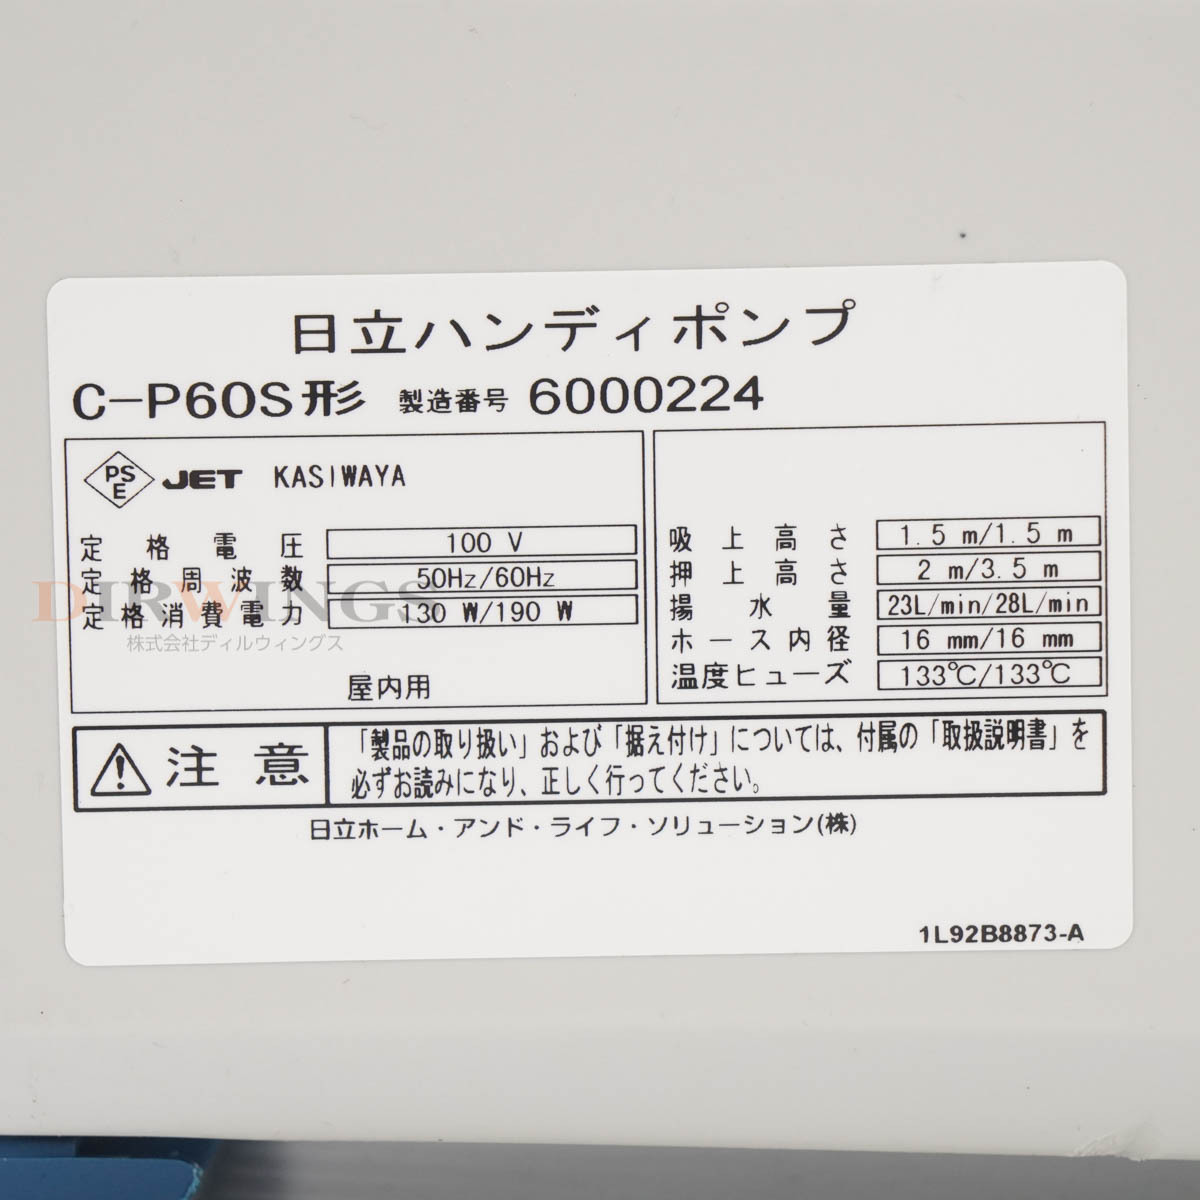 日立ハンディポンプ
C-P60S形 製造番号 6000224
PS E JET KASIWAYA
定格電圧 100 V
定格周波数 50Hz/60Hz
定格消費電力 130 W/190 W
屋内用
吸上高さ 1.5 m/1.5 m
押上高さ 2 m/3.5 m
揚水量 23L/min/28L/min
ホース内径 16 mm/16 mm
温度ヒューズ 133℃/133℃
DIRWINGS
株式会社ディルウィングス
注意
「製品の取り扱い」および「据え付け」については、付属の「取扱説明書」を
必ずお読みになり、正しく行ってください。
日立ホーム・アンド・ライフ・ソリューション(株)
1L92B8873-A